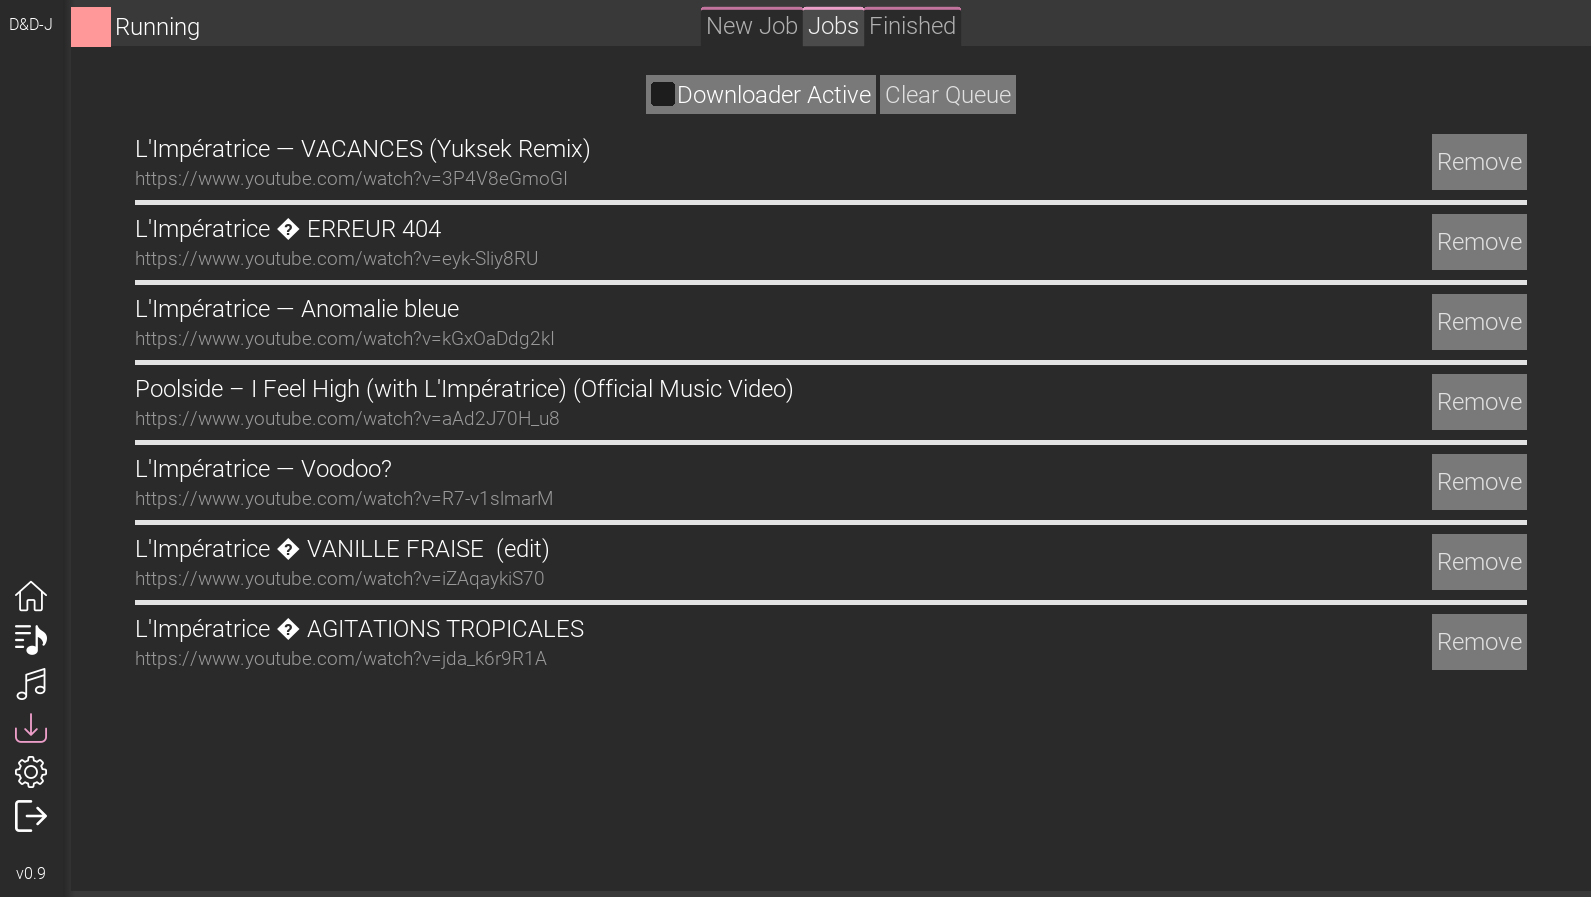 D&D-J
Running
New Job Jobs Finished
Downloader Active Clear Queue
L'Impératrice — VACANCES (Yuksek Remix)
https://www.youtube.com/watch?v=3P4V8eGmoGI
Remove
L'Impératrice � ERREUR 404
https://www.youtube.com/watch?v=eyk-Sliy8RU
Remove
L'Impératrice — Anomalie bleue
https://www.youtube.com/watch?v=kGxOaDdg2kI
Remove
Poolside – I Feel High (with L'Impératrice) (Official Music Video)
https://www.youtube.com/watch?v=aAd2J70H_u8
Remove
L'Impératrice — Voodoo?
https://www.youtube.com/watch?v=R7-v1slmarM
Remove
L'Impératrice � VANILLE FRAISE  (edit)
https://www.youtube.com/watch?v=iZAqaykiS70
Remove
L'Impératrice � AGITATIONS TROPICALES
https://www.youtube.com/watch?v=jda_k6r9R1A
Remove
v0.9